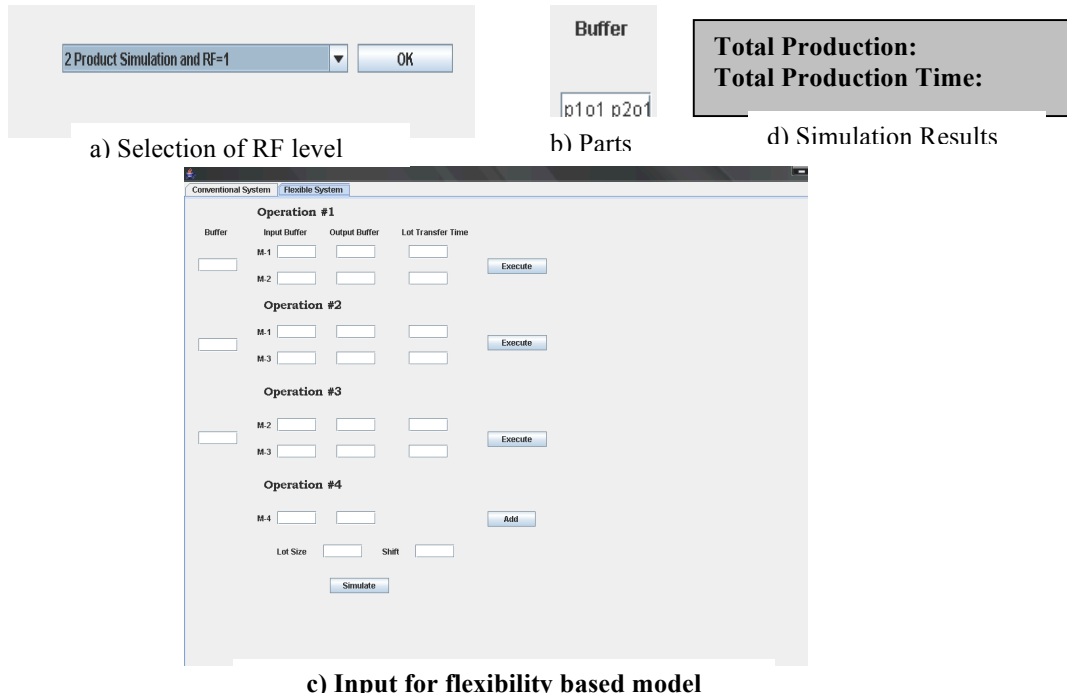 2 Product Simulation and RF=1 OK
a) Selection of RF level
Buffer
p1o1 p2o1
b) Parts
Total Production:
Total Production Time:
d) Simulation Results
Conventional System Flexible System
Operation #1
Buffer Input Buffer Output Buffer Lot Transfer Time
M-1
Execute
M-2
Operation #2
M-1
Execute
M-3
Operation #3
M-2
Execute
M-3
Operation #4
M-4 Add
Lot Size Shift
Simulate
c) Input for flexibility based model